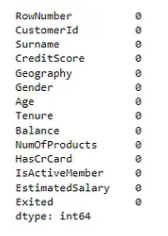 RowNumber 0
CustomerId 0
Surname 0
CreditScore 0
Geography 0
Gender 0
Age 0
Tenure 0
Balance 0
NumOfProducts 0
HasCrCard 0
IsActiveMember 0
EstimatedSalary 0
Exited 0
dtype: int64